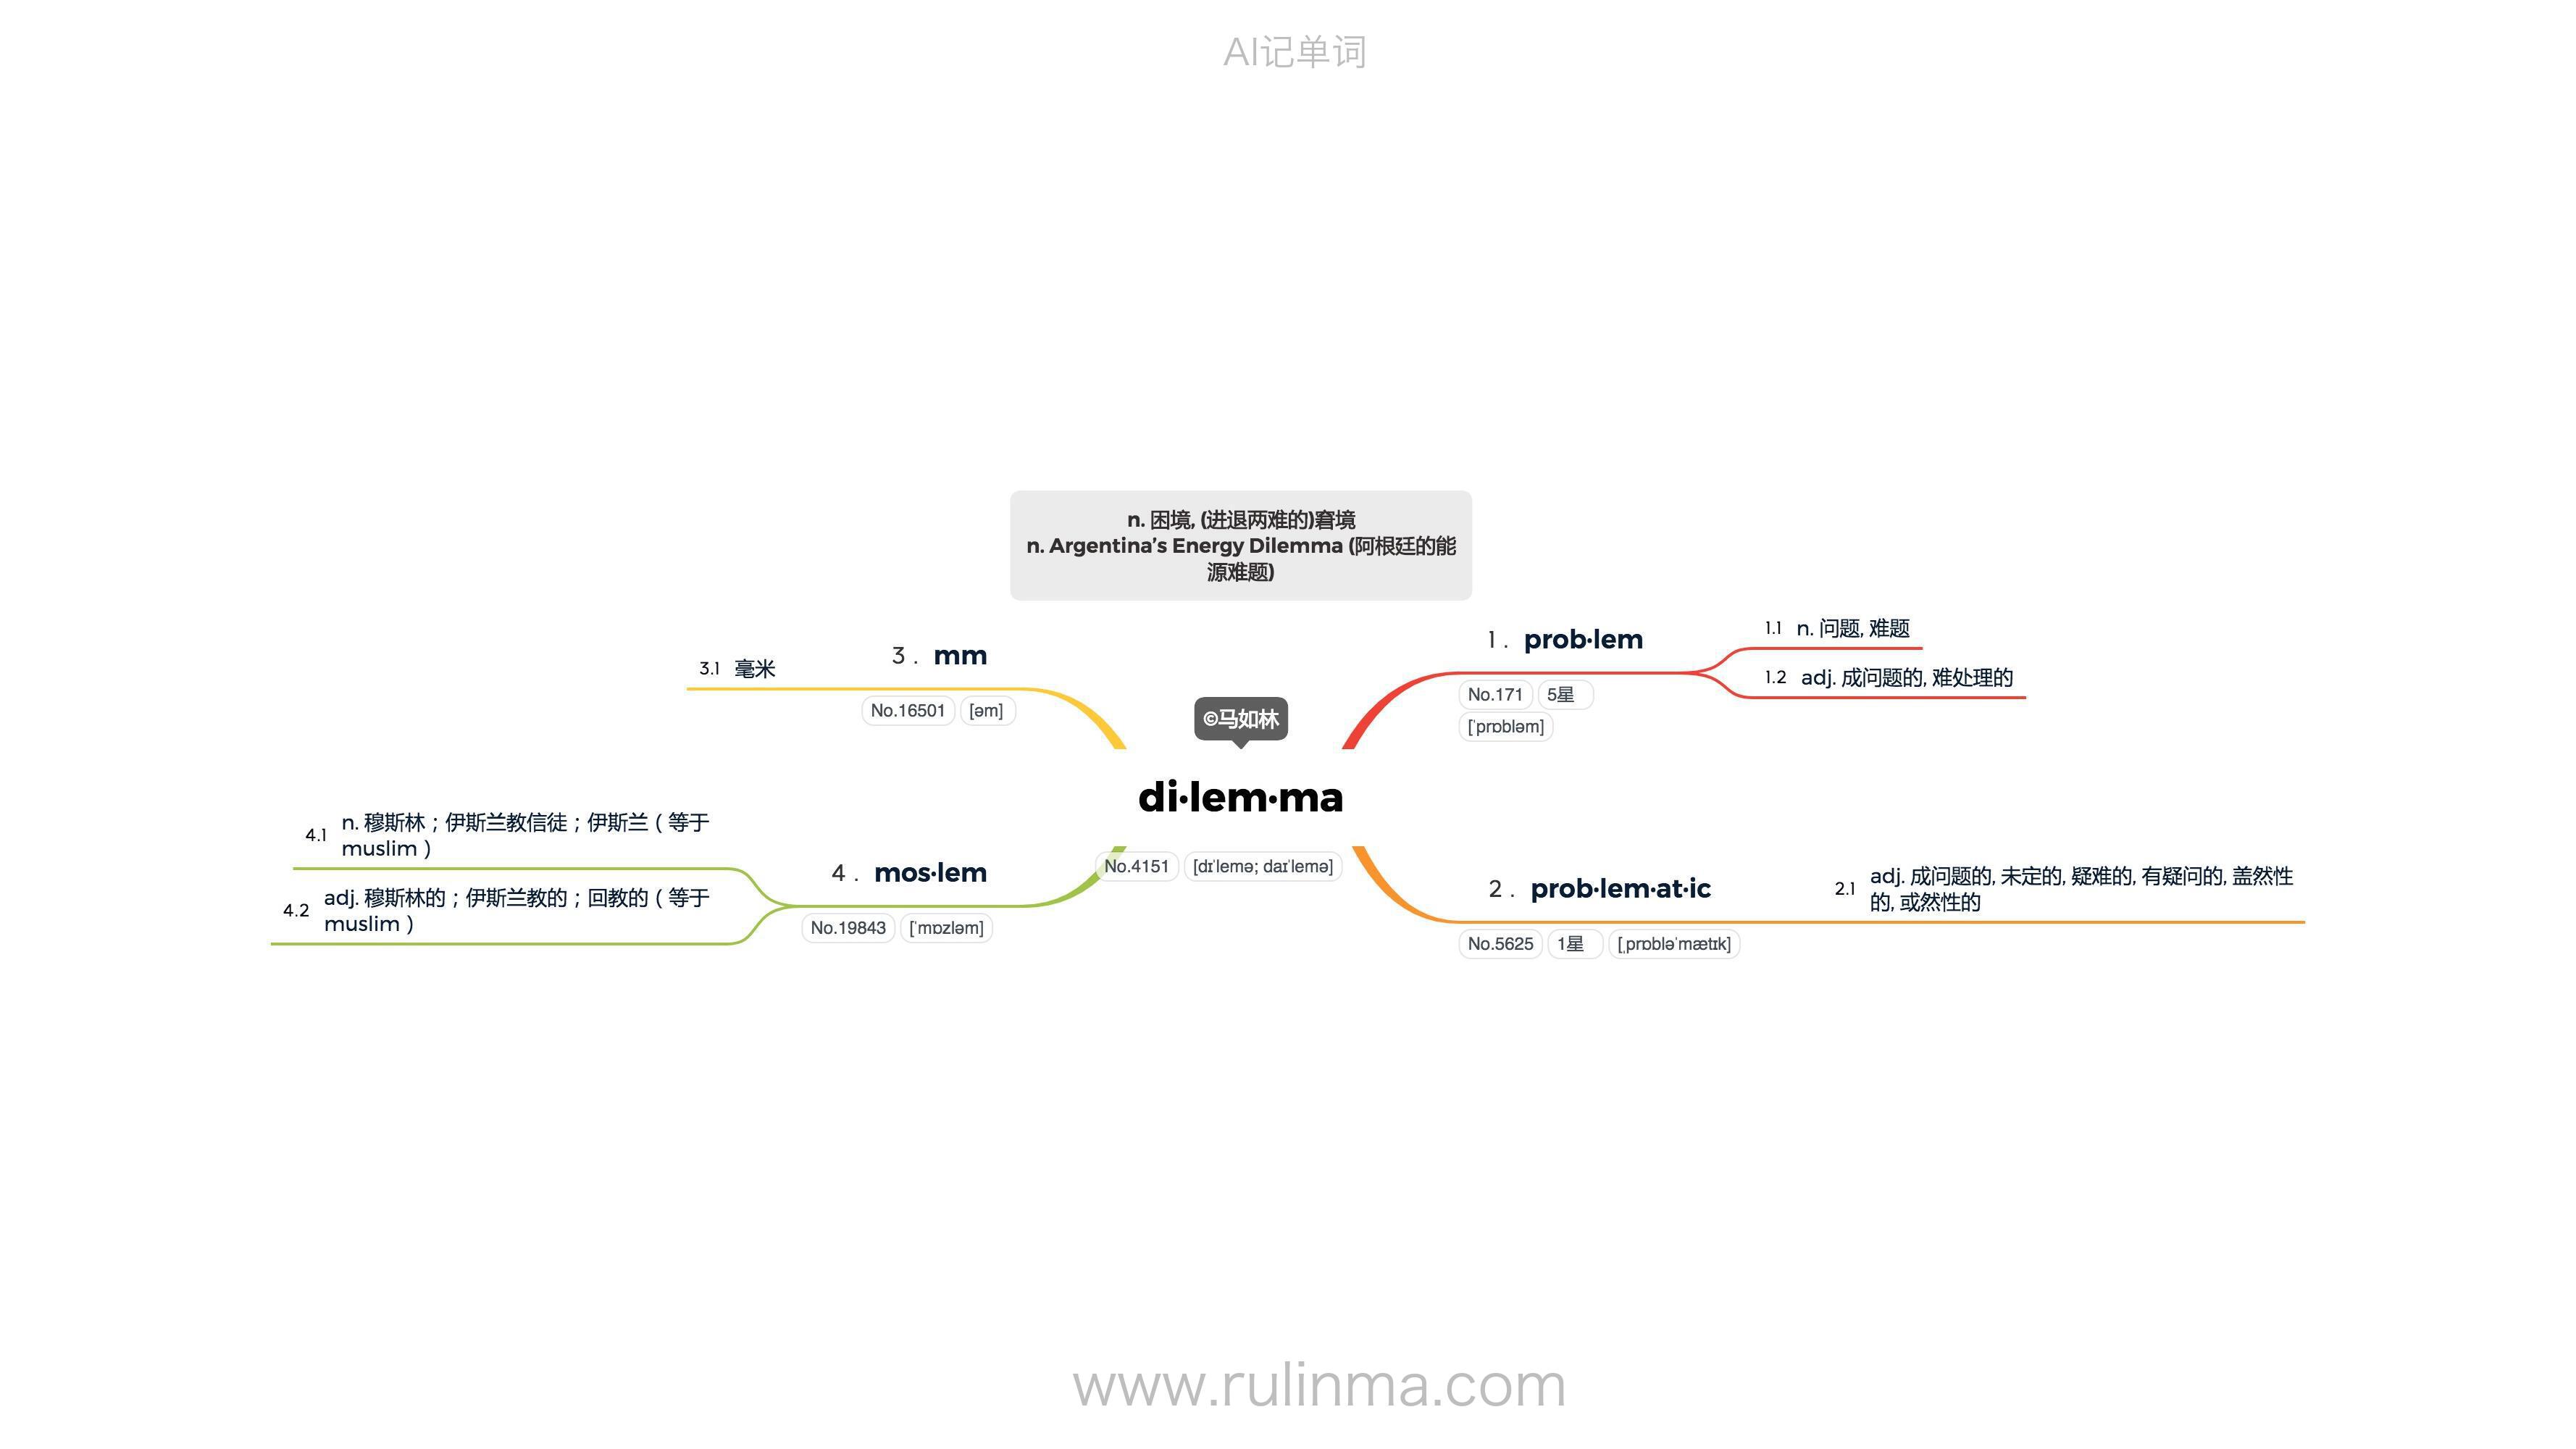 AI记单词
n. 困境, (进退两难的)窘境
n. Argentina’s Energy Dilemma (阿根廷的能
源难题)
©马如林
di·lem·ma
No.4151 [dɪˈlemə; daɪˈlemə]
1 . prob·lem
No.171 5星
[ˈprɒbləm]
1.1 n. 问题, 难题
1.2 adj. 成问题的, 难处理的
2 . prob·lem·at·ic
No.5625 1星 [ˌprɒbləˈmætɪk]
2.1 adj. 成问题的, 未定的, 疑难的, 有疑问的, 盖然性
的, 或然性的
3 . mm
No.16501 [əm]
3.1 毫米
4 . mos·lem
No.19843 [ˈmɒzləm]
4.1 n. 穆斯林；伊斯兰教信徒；伊斯兰（等于
muslim）
4.2 adj. 穆斯林的；伊斯兰教的；回教的（等于
muslim）
www.rulinma.com